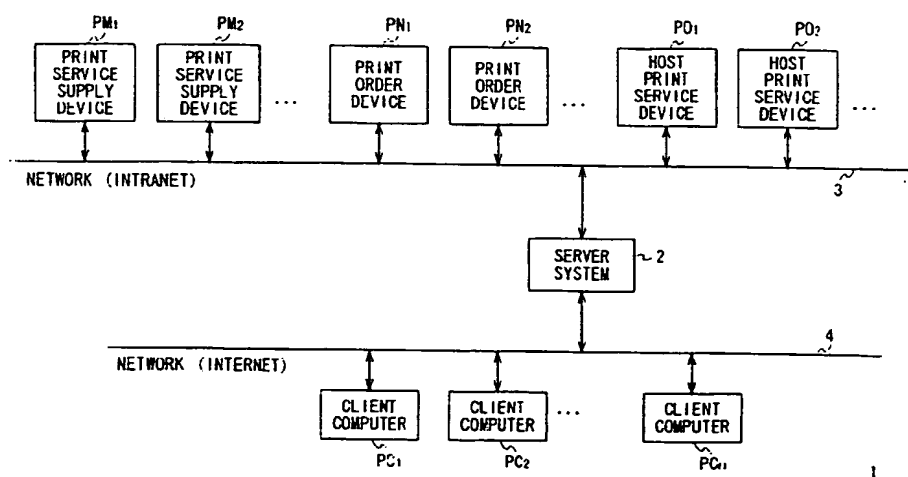 PM1 PM2 PN1 PN2 PO1 PO2
PRINT SERVICE SUPPLY DEVICE
PRINT SERVICE SUPPLY DEVICE
...
PRINT ORDER DEVICE
PRINT ORDER DEVICE
...
HOST PRINT SERVICE DEVICE
HOST PRINT SERVICE DEVICE
...
NETWORK (INTRANET)
3
SERVER SYSTEM
2
4
NETWORK (INTERNET)
CLIENT COMPUTER
CLIENT COMPUTER
...
CLIENT COMPUTER
PC1 PC2 PCn
1